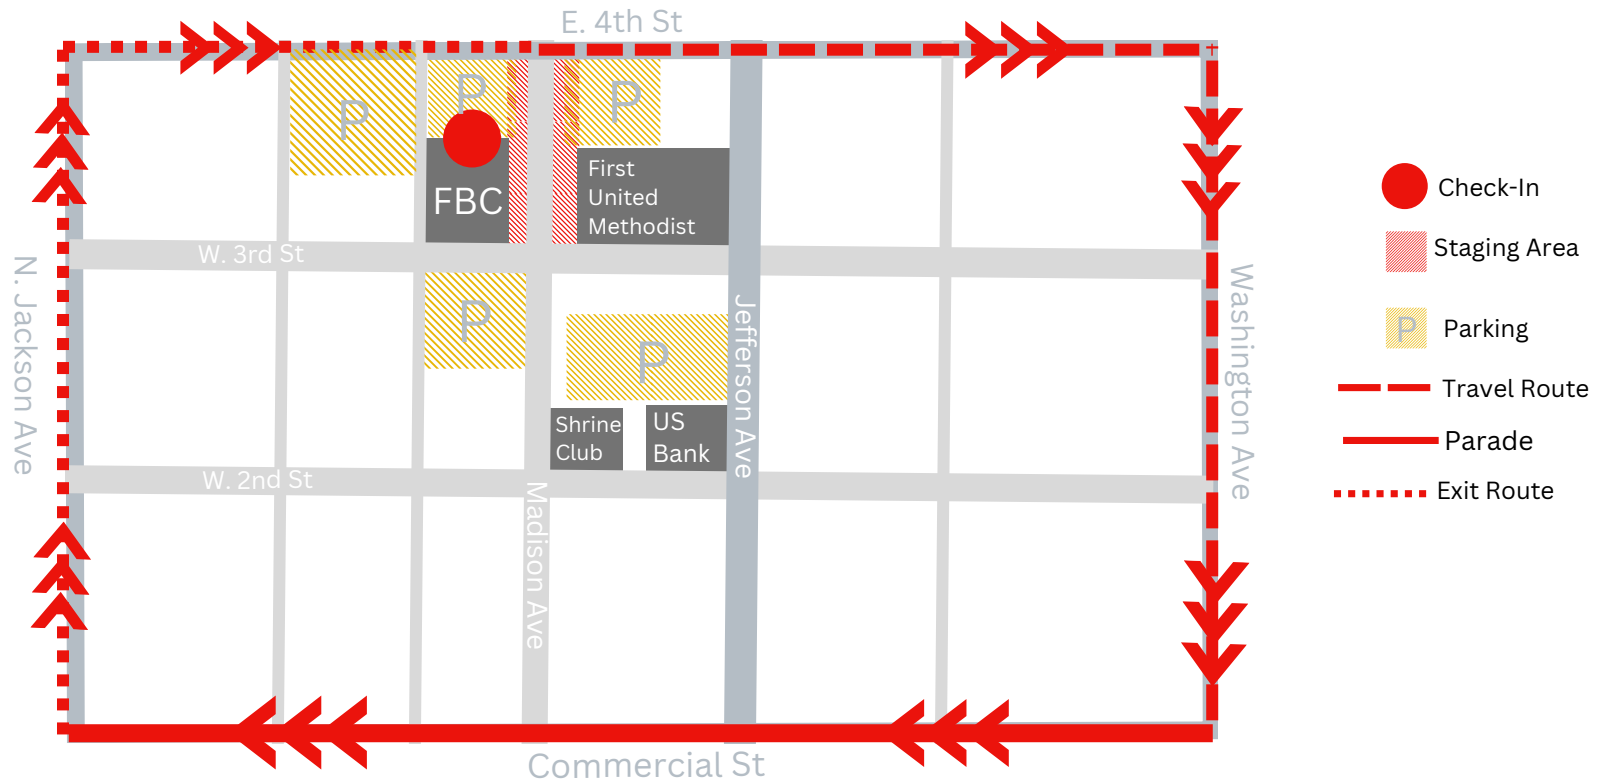 E. 4th St
P
P
P
First
United
Methodist
FBC
W. 3rd St
N. Jackson Ave
P
P
Jefferson Ave
Washington Ave
Shrine
Club
US
Bank
W. 2nd St
Madison Ave
Commercial St
Check-In
Staging Area
P
Parking
Travel Route
Parade
Exit Route